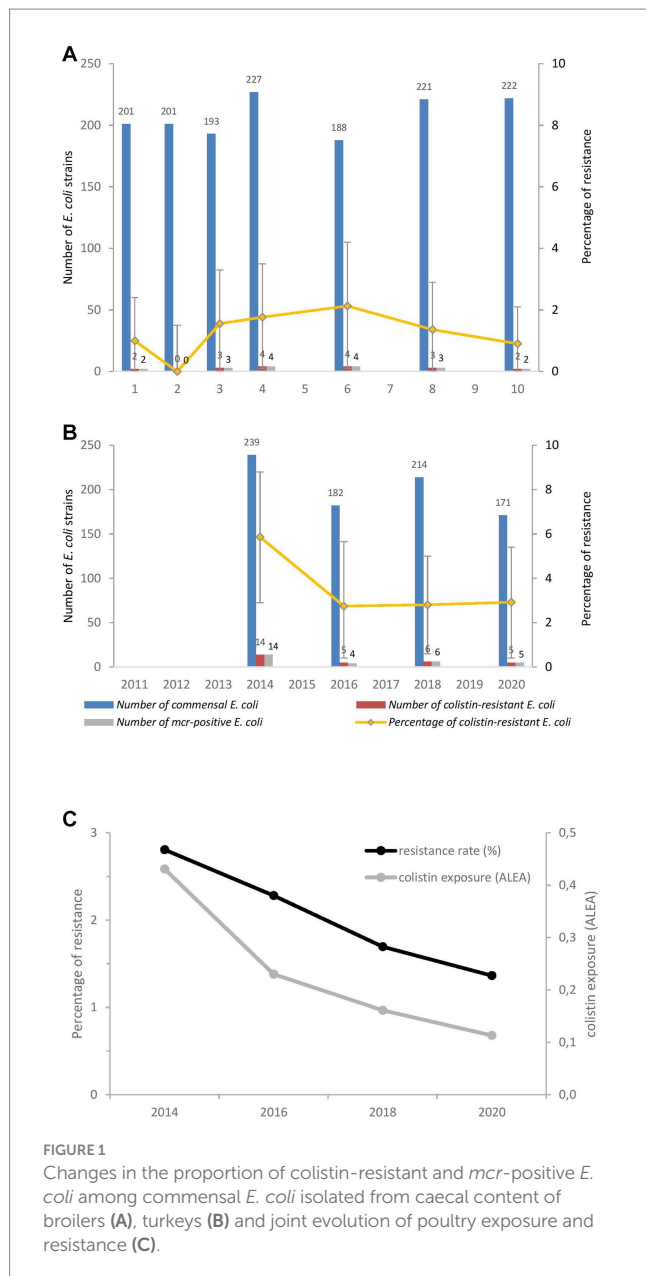 A
250
200
150
100
50
0
Number of E. coli strains
10
8
6
4
2
0
Percentage of resistance
201
201
193
227
188
221
222
2 2
0 0
3 3
4 4
4 4
3 3
2 2
1 2 3 4 6 7 8 9 10
B
250
200
150
100
50
0
Number of E. coli strains
10
8
6
4
2
0
Percentage of resistance
239
182
214
171
14 14
5 4
6 6
5 5
2011 2012 2013 2014 2015 2016 2017 2018 2019 2020
Number of commensal E. coli
Number of colistin-resistant E. coli
Number of mcr-positive E. coli
Percentage of colistin-resistant E. coli
C
3
2
1
0
Percentage of resistance
0,5
0,4
0,3
0,2
0,1
0,0
colistin exposure (ALEA)
resistance rate (%)
colistin exposure (ALEA)
2014 2016 2018 2020
FIGURE 1
Changes in the proportion of colistin-resistant and mcr-positive E.
coli among commensal E. coli isolated from caecal content of
broilers (A), turkeys (B) and joint evolution of poultry exposure and
resistance (C).